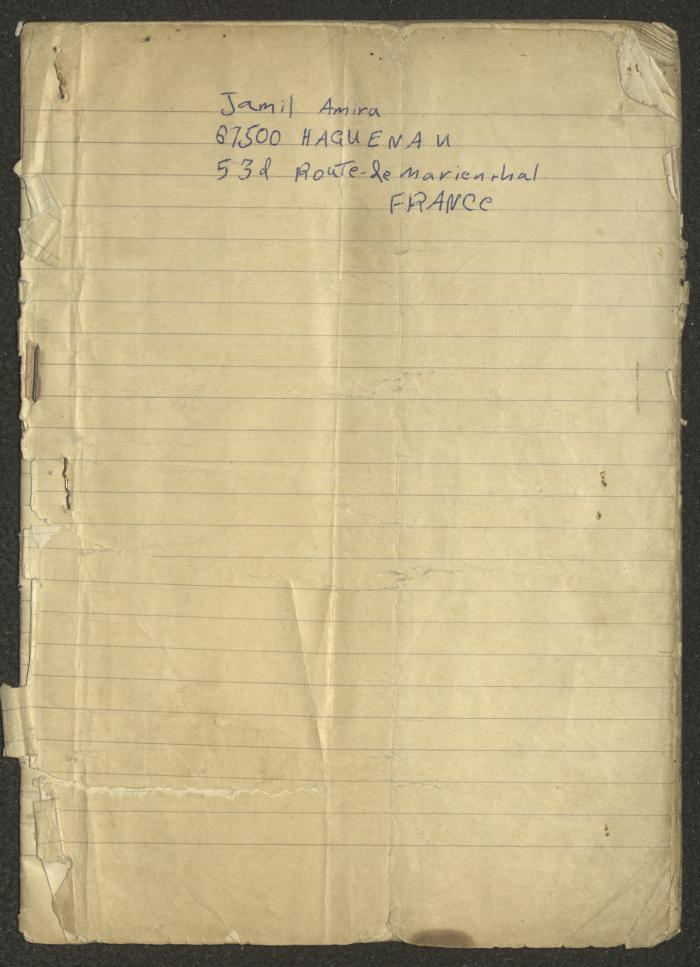 Jamil Amira
67500 HAGUENAU
53d Route-de marienthal
FRANCE